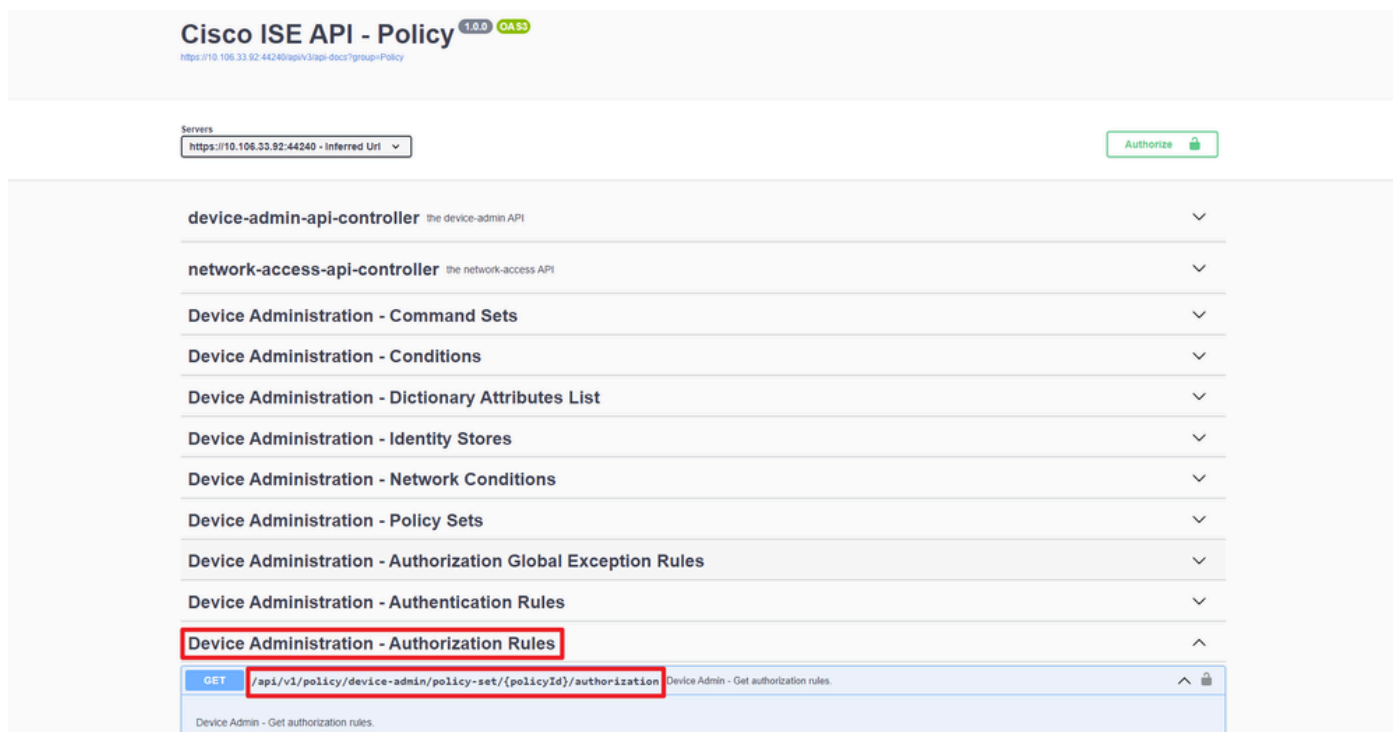 Cisco ISE API - Policy 1.0.0 OAS3
https://10.106.33.92:44240/api/v3/api-docs?group=Policy
Servers
https://10.106.33.92:44240 - Inferred Url
Authorize
device-admin-api-controller the device-admin API
network-access-api-controller the network-access API
Device Administration - Command Sets
Device Administration - Conditions
Device Administration - Dictionary Attributes List
Device Administration - Identity Stores
Device Administration - Network Conditions
Device Administration - Policy Sets
Device Administration - Authorization Global Exception Rules
Device Administration - Authentication Rules
Device Administration - Authorization Rules
GET /api/v1/policy/device-admin/policy-set/{policyId}/authorization Device Admin - Get authorization rules.
Device Admin - Get authorization rules.